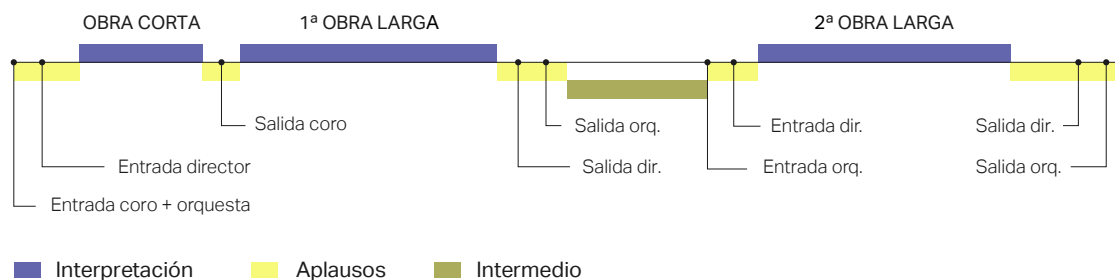 OBRA CORTA 1ª OBRA LARGA 2ª OBRA LARGA
Salida coro Salida orq. Entrada dir. Salida dir.
Entrada director Salida dir. Entrada orq. Salida orq.
Entrada coro + orquesta
Interpretación Aplausos Intermedio